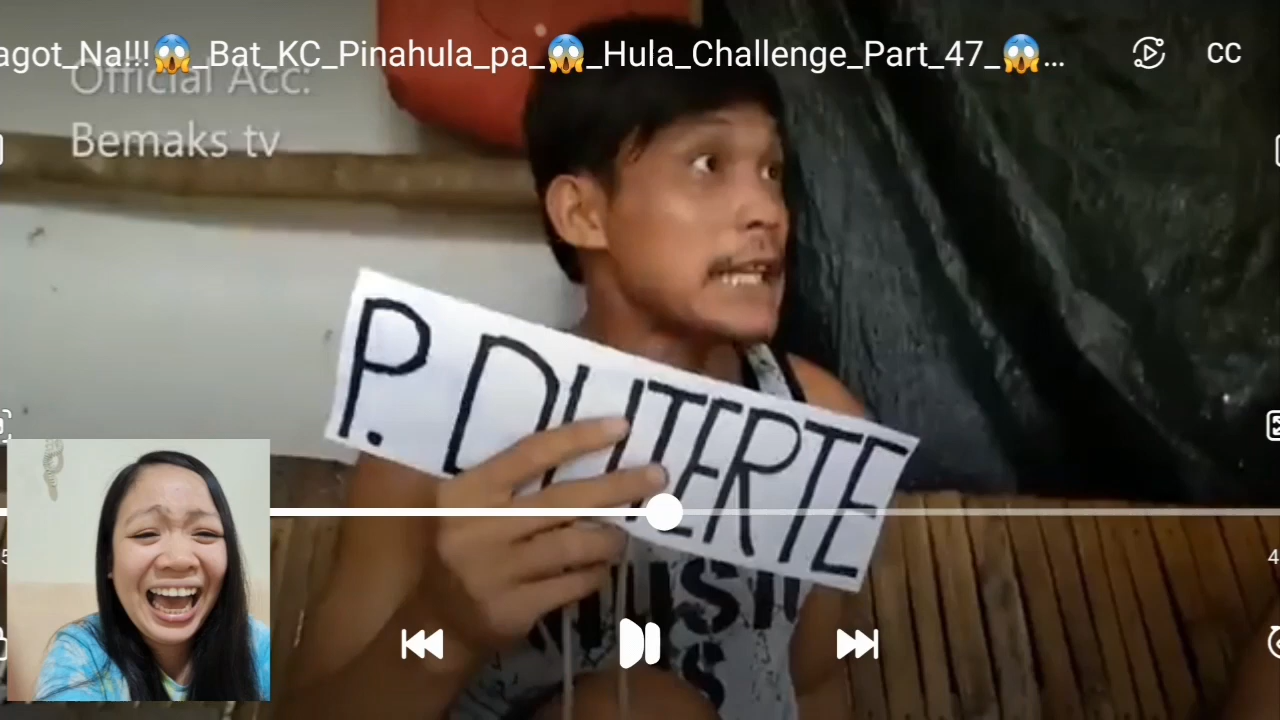 agot_Na!!!😱_Bat_KC_Pinahula_pa_😱_Hula_Challenge_Part_47_😱...
CC
Official Acc:
Bemaks tv
P. DUTERTE